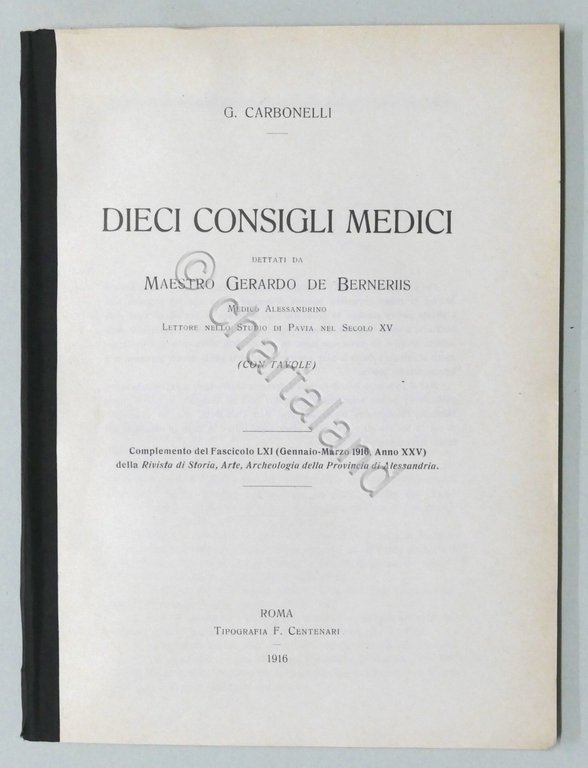 G. CARBONELLI
DIECI CONSIGLI MEDICI
DETTATI DA
MAESTRO GERARDO DE BERNERIIS
MEDICO ALESSANDRINO
LETTORE NELLO STUDIO DI PAVIA NEL SECOLO XV
(CON TAVOLE)
Complemento del Fascicolo LXI (Gennaio-Marzo 1916, Anno XXV)
della Rivista di Storia, Arte, Archeologia della Provincia di Alessandria.
ROMA
TIPOGRAFIA F. CENTENARI
1916
© chartaland